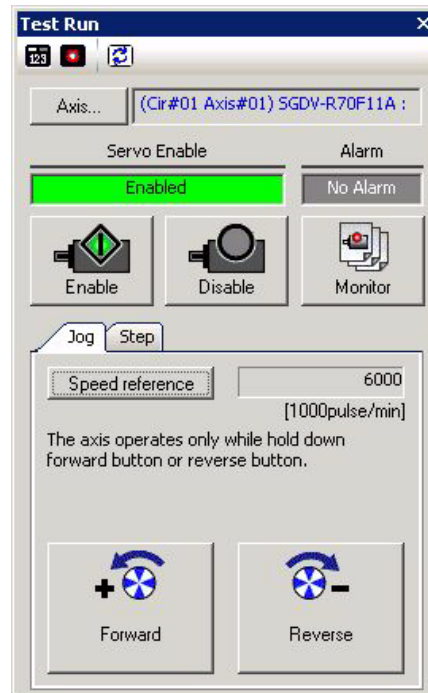 Test Run
123
Axis...
(Cir#01 Axis#01) SGDV-R70F11A :
Servo Enable
Alarm
Enabled
No Alarm
Enable
Disable
Monitor
Jog
Step
Speed reference
6000
[1000pulse/min]
The axis operates only while hold down
forward button or reverse button.
Forward
Reverse